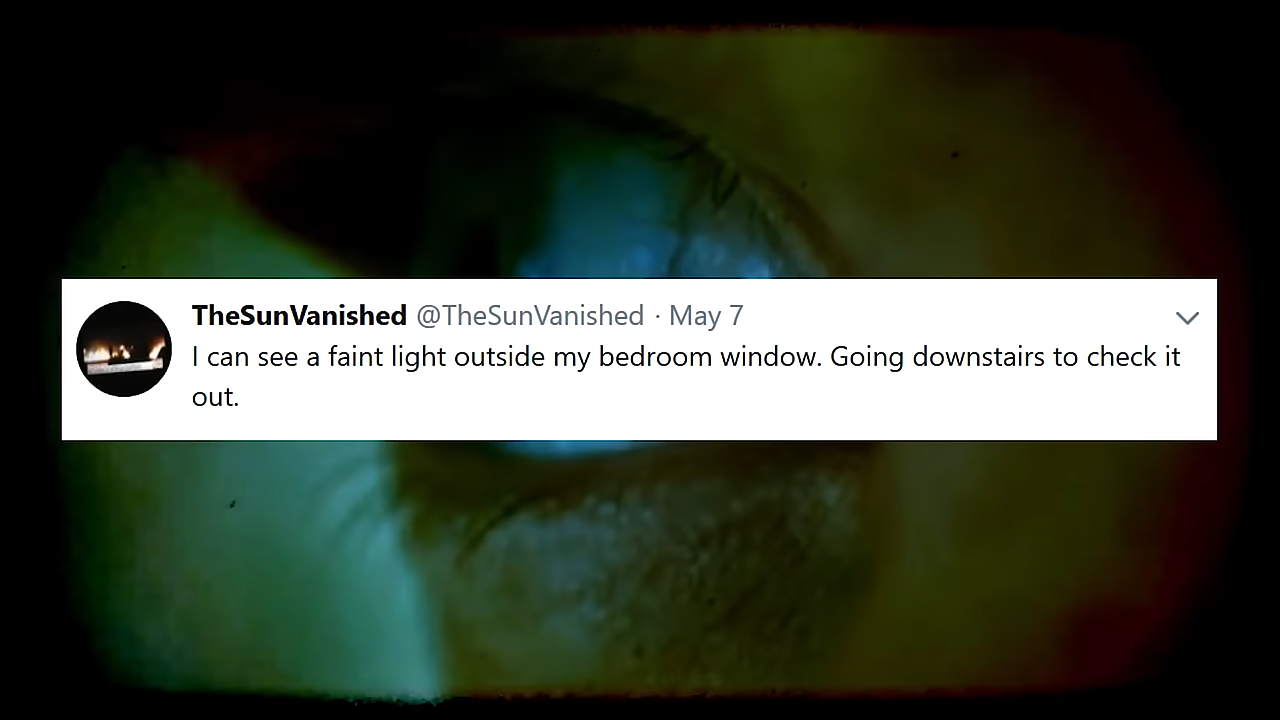 TheSunVanished @TheSunVanished · May 7
I can see a faint light outside my bedroom window. Going downstairs to check it
out.